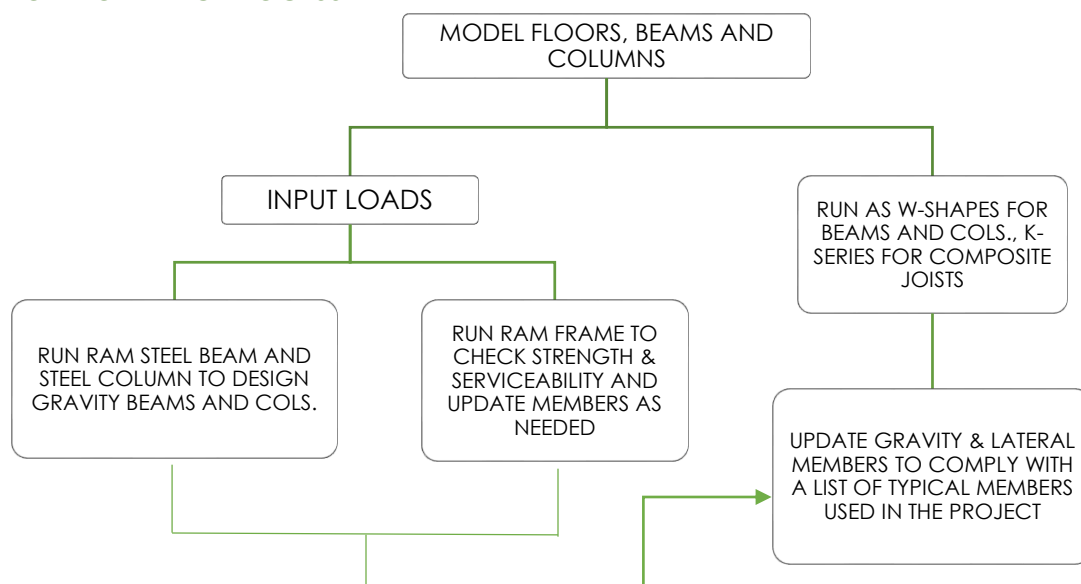 MODEL FLOORS, BEAMS AND
COLUMNS
INPUT LOADS
RUN AS W-SHAPES FOR
BEAMS AND COLS., K-
SERIES FOR COMPOSITE
JOISTS
RUN RAM STEEL BEAM AND
STEEL COLUMN TO DESIGN
GRAVITY BEAMS AND COLS.
RUN RAM FRAME TO
CHECK STRENGTH &
SERVICEABILITY AND
UPDATE MEMBERS AS
NEEDED
UPDATE GRAVITY & LATERAL
MEMBERS TO COMPLY WITH
A LIST OF TYPICAL MEMBERS
USED IN THE PROJECT